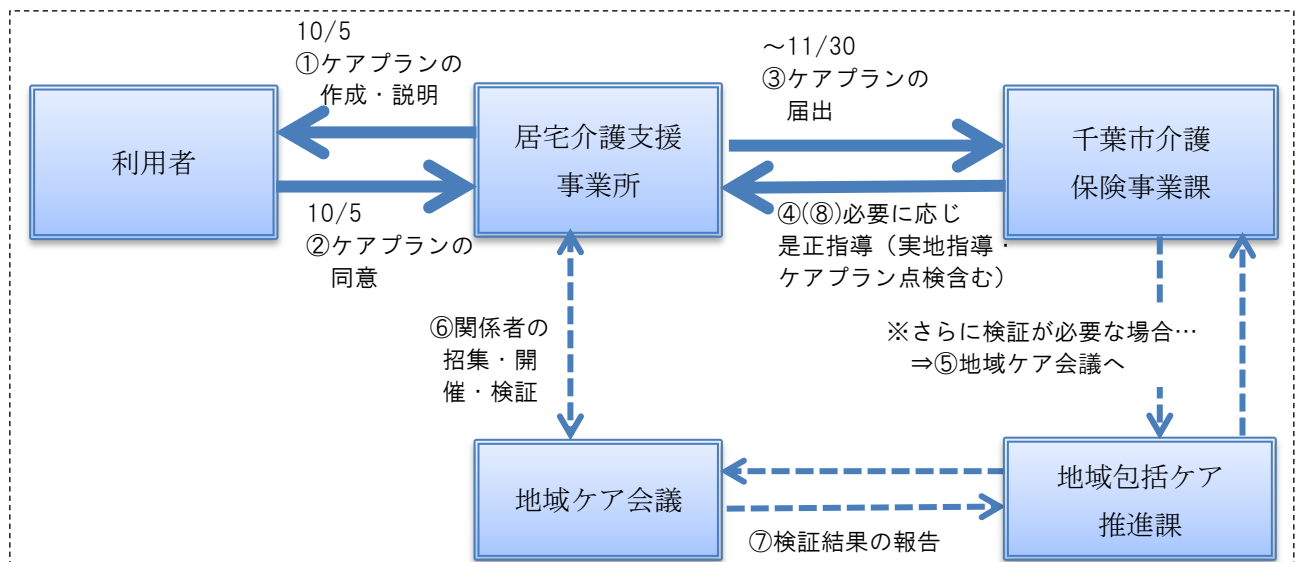 10/5
①ケアプランの
作成・説明
～11/30
③ケアプランの
届出
利用者
居宅介護支援
事業所
千葉市介護
保険事業課
10/5
②ケアプランの
同意
④(⑧)必要に応じ
是正指導（実地指導・
ケアプラン点検含む）
⑥関係者の
招集・開
催・検証
※さらに検証が必要な場合…
⇒⑤地域ケア会議へ
地域ケア会議
地域包括ケア
推進課
⑦検証結果の報告